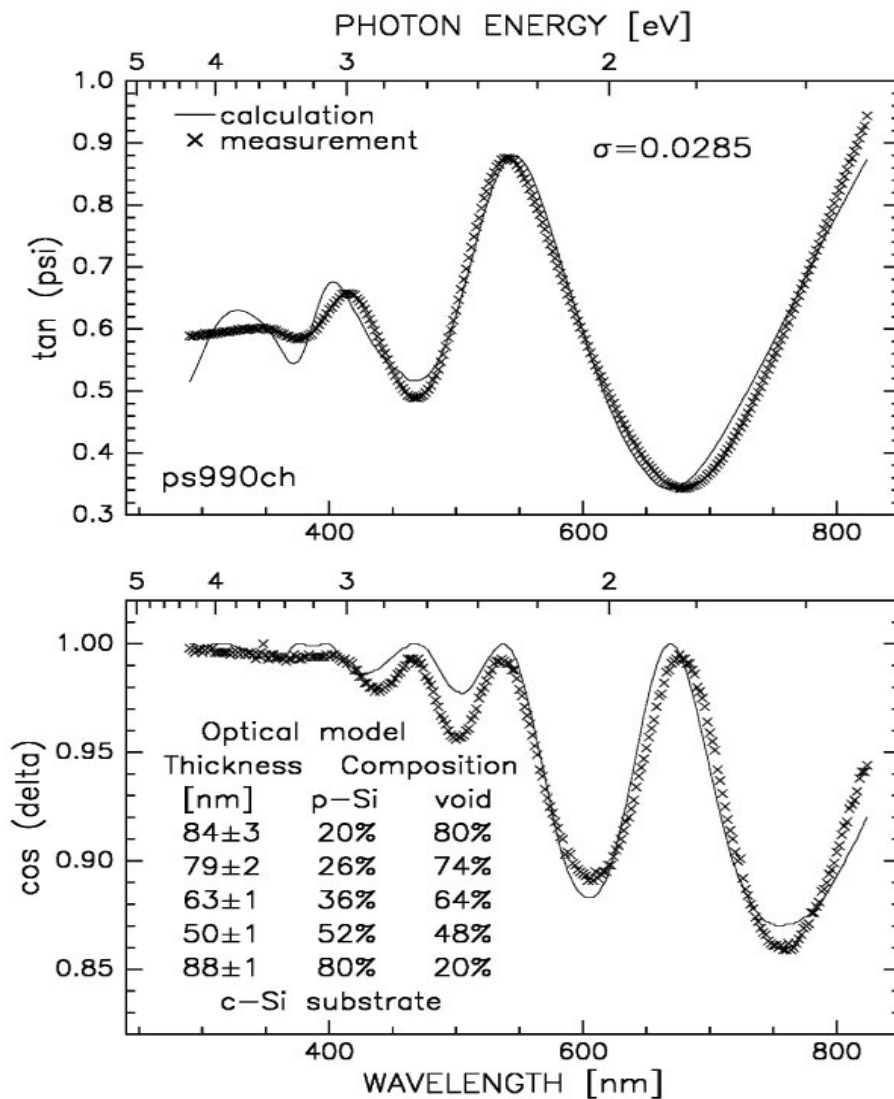 PHOTON ENERGY [eV]
5 4 3 2
1.0
0.9
0.8
0.7
0.6
0.5
0.4
0.3
tan (psi)
calculation
measurement
σ=0.0285
ps990ch
400 600 800
5 4 3 2
1.00
0.95
0.90
0.85
cos (delta)
Optical model
Thickness Composition
[nm] p-Si void
84±3 20% 80%
79±2 26% 74%
63±1 36% 64%
50±1 52% 48%
88±1 80% 20%
c-Si substrate
400 600 800
WAVELENGTH [nm]